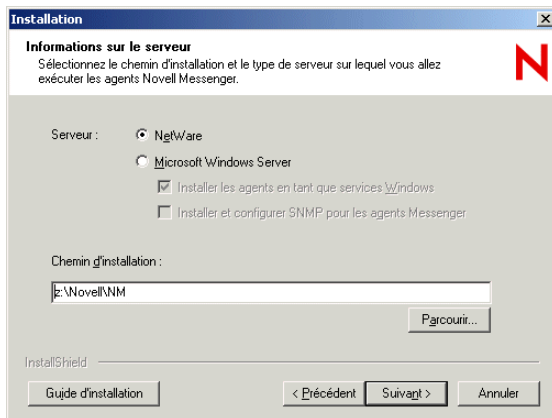 Installation
Informations sur le serveur
Sélectionnez le chemin d'installation et le type de serveur sur lequel vous allez
exécuter les agents Novell Messenger.
N
Serveur :
NetWare
Microsoft Windows Server
Installer les agents en tant que services Windows
Installer et configurer SNMP pour les agents Messenger
Chemin d'installation :
z:\Novell\NM
Parcourir...
InstallShield
Guide d'installation
< Précédent
Suivant >
Annuler